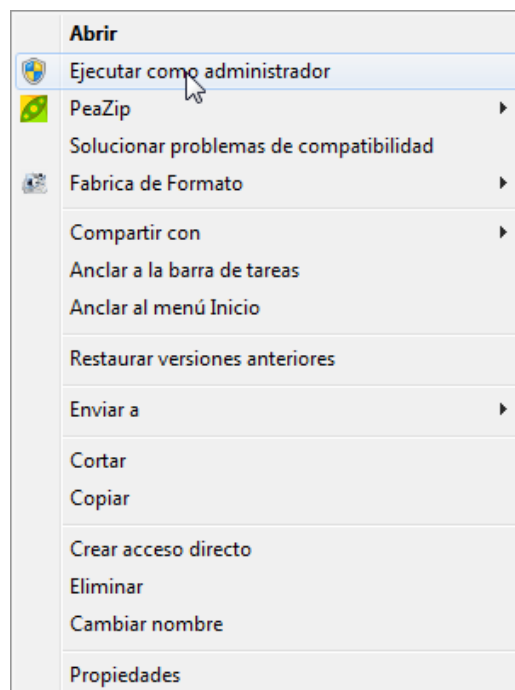 Abrir
Ejecutar como administrador
PeaZip
Solucionar problemas de compatibilidad
Fabrica de Formato
Compartir con
Anclar a la barra de tareas
Anclar al menú Inicio
Restaurar versiones anteriores
Enviar a
Cortar
Copiar
Crear acceso directo
Eliminar
Cambiar nombre
Propiedades